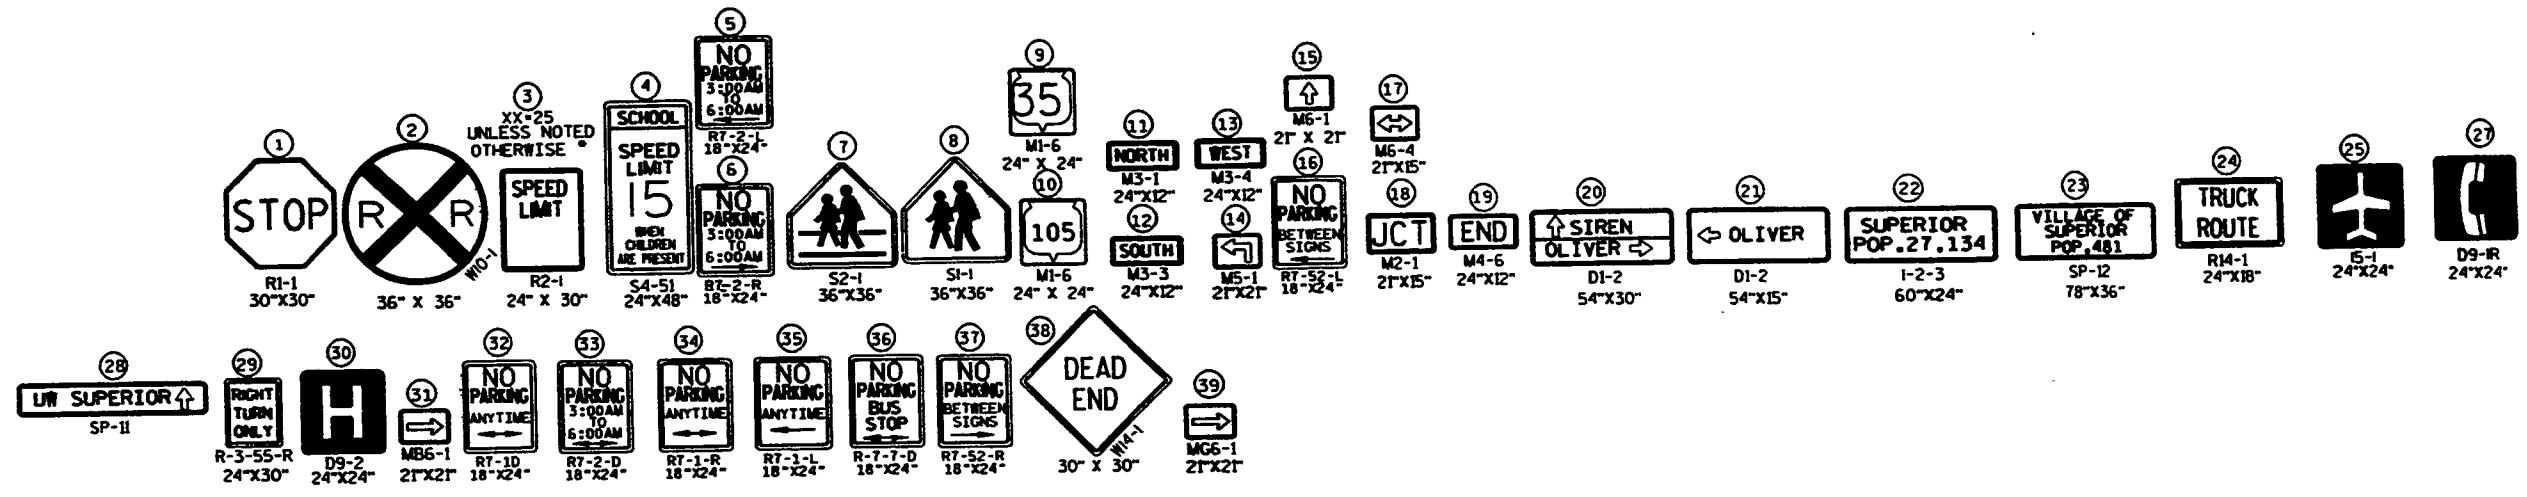 1
STOP
R1-1
30"X30"
2
R R
W10-1
36" X 36"
3
XX=25
UNLESS NOTED
OTHERWISE *
SPEED
LIMIT
R2-1
24" X 30"
4
SCHOOL
SPEED
LIMIT
15
WHEN
CHILDREN
ARE PRESENT
S4-51
24"X48"
5
NO
PARKING
3:00AM
TO
6:00AM
R7-2-L
18"X24"
6
NO
PARKING
3:00AM
TO
6:00AM
R7-2-R
18"X24"
7
S2-1
36"X36"
8
S1-1
36"X36"
9
35
M1-6
24" X 24"
10
105
M1-6
24" X 24"
11
NORTH
M3-1
24"X12"
12
SOUTH
M3-3
24"X12"
13
WEST
M3-4
24"X12"
14
M5-1
21"X21"
15
M6-1
21" X 21"
16
NO
PARKING
BETWEEN
SIGNS
R7-52-L
18"X24"
17
M6-4
21"X15"
18
JCT
M2-1
21"X15"
19
END
M4-6
24"X12"
20
SIREN
OLIVER
D1-2
54"X30"
21
OLIVER
D1-2
54"X15"
22
SUPERIOR
POP.27.134
I-2-3
60"X24"
23
VILLAGE OF
SUPERIOR
POP.481
SP-12
78"X36"
24
TRUCK
ROUTE
R14-1
24"X18"
25
I5-1
24"X24"
27
D9-1R
24"X24"
28
UW SUPERIOR
SP-11
29
RIGHT
TURN
ONLY
R-3-55-R
24"X30"
30
H
D9-2
24"X24"
31
MB6-1
21"X21"
32
NO
PARKING
ANYTIME
R7-1D
18"X24"
33
NO
PARKING
3:00AM
TO
6:00AM
R7-2-D
18"X24"
34
NO
PARKING
ANYTIME
R7-1-R
18"X24"
35
NO
PARKING
ANYTIME
R7-1-L
18"X24"
36
NO
PARKING
BUS
STOP
R-7-7-D
18"X24"
37
NO
PARKING
BETWEEN
SIGNS
R7-52-R
18"X24"
38
DEAD
END
W14-1
30" X 30"
39
MG6-1
21"X21"